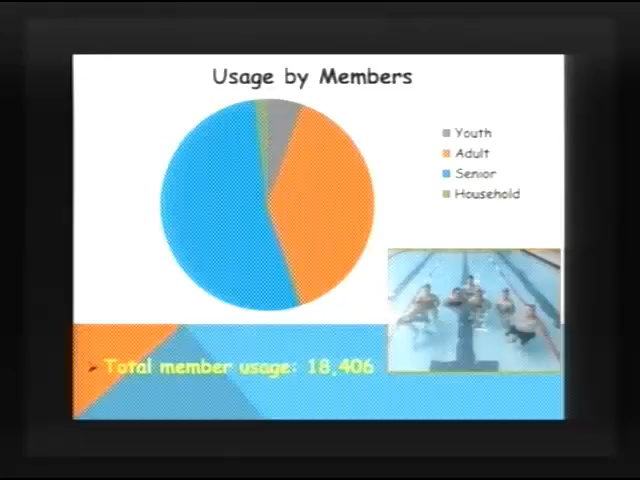 Usage by Members
Youth
Adult
Senior
Household
Total member usage: 18,406